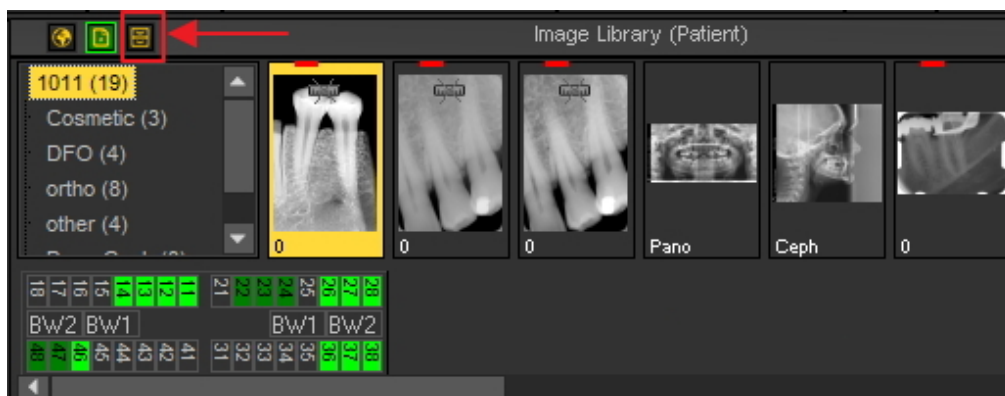 Image Library (Patient)
1011 (19)
Cosmetic (3)
DFO (4)
ortho (8)
other (4)
0
0
0
Pano
Ceph
0
18 17 16 15 14 13 12 11 21 22 23 24 25 26 27 28
BW2 BW1 BW1 BW2
48 47 46 45 44 43 42 41 31 32 33 34 35 36 37 38